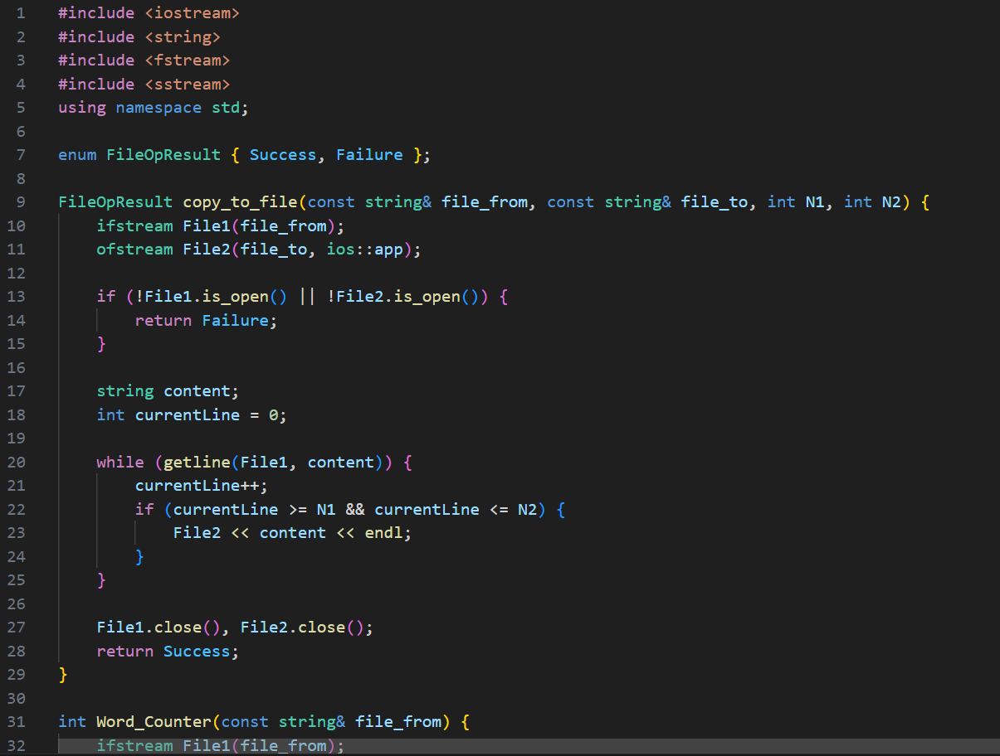 1 #include <iostream>
2 #include <string>
3 #include <fstream>
4 #include <sstream>
5 using namespace std;
6
7 enum FileOpResult { Success, Failure };
8
9 FileOpResult copy_to_file(const string& file_from, const string& file_to, int N1, int N2) {
10     ifstream File1(file_from);
11     ofstream File2(file_to, ios::app);
12
13     if (!File1.is_open() || !File2.is_open()) {
14         return Failure;
15     }
16
17     string content;
18     int currentLine = 0;
19
20     while (getline(File1, content)) {
21         currentLine++;
22         if (currentLine >= N1 && currentLine <= N2) {
23             File2 << content << endl;
24         }
25     }
26
27     File1.close(), File2.close();
28     return Success;
29 }
30
31 int Word_Counter(const string& file_from) {
32     ifstream File1(file_from);